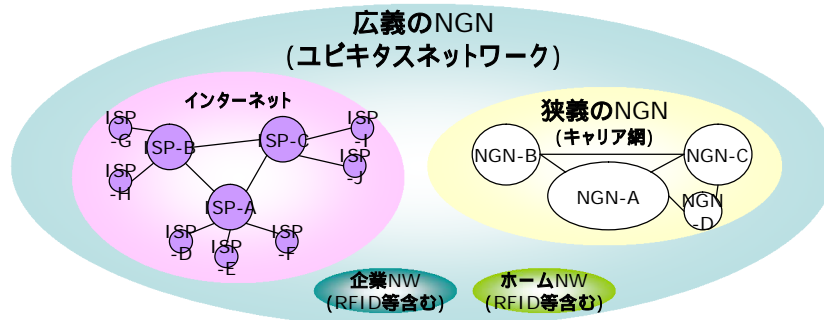 広義のNGN
(ユビキタスネットワーク)
インターネット
ISP
-G
ISP-B
ISP-C
ISP
-I
ISP
-H
ISP
-J
ISP-A
ISP
-D
ISP
-E
ISP
-F
狭義のNGN
(キャリア網)
NGN-B
NGN-C
NGN-A
NGN
-D
企業NW
(RFID等含む)
ホームNW
(RFID等含む)